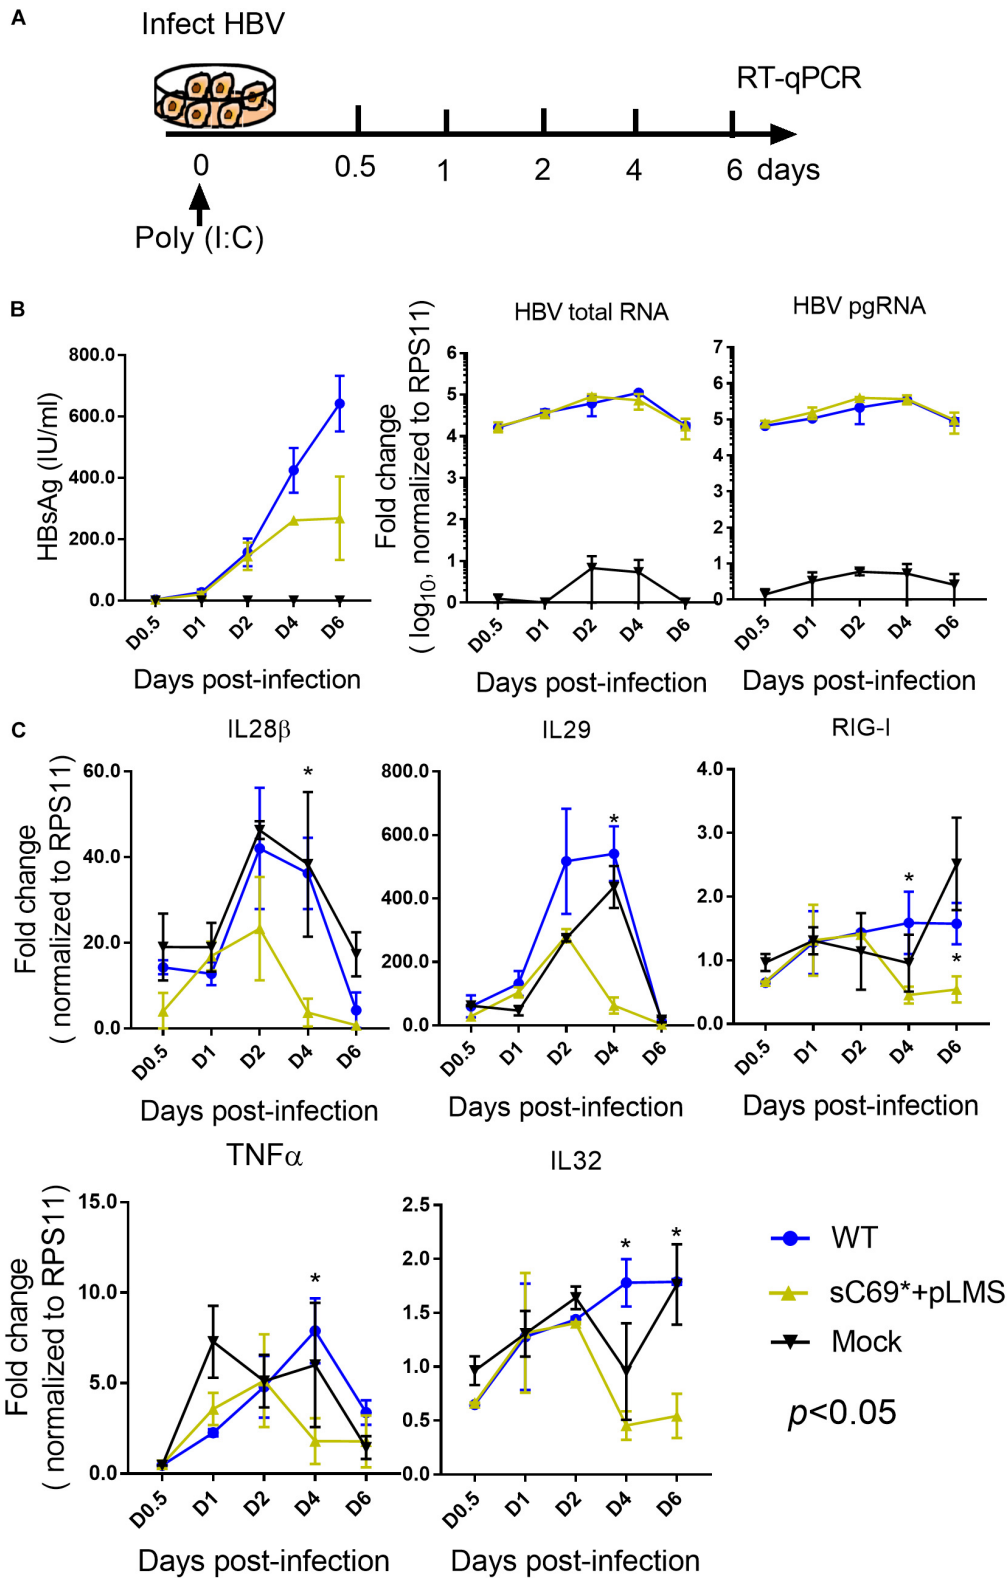 A
Infect HBV
RT-qPCR
0 0.5 1 2 4 6 days
Poly (I:C)
B
HBsAg (IU/ml)
800.0
600.0
400.0
200.0
0.0
D0.5 D1 D2 D4 D6
Days post-infection
HBV total RNA
Fold change
( log10, normalized to RPS11)
6
5
4
3
2
1
0
D0.5 D1 D2 D4 D6
Days post-infection
HBV pgRNA
7
6
5
4
3
2
1
0
D0.5 D1 D2 D4 D6
Days post-infection
C
IL28β
Fold change
( normalized to RPS11)
60.0
40.0
20.0
0.0
*
D0.5 D1 D2 D4 D6
Days post-infection
IL29
800.0
600.0
400.0
200.0
0.0
*
D0.5 D1 D2 D4 D6
Days post-infection
RIG-I
4.0
3.0
2.0
1.0
0.0
*
*
D0.5 D1 D2 D4 D6
Days post-infection
TNFα
Fold change
( normalized to RPS11)
15.0
10.0
5.0
0.0
*
D0.5 D1 D2 D4 D6
Days post-infection
IL32
2.5
2.0
1.5
1.0
0.5
0.0
* *
D0.5 D1 D2 D4 D6
Days post-infection
WT
sC69*+pLMS
Mock
p<0.05